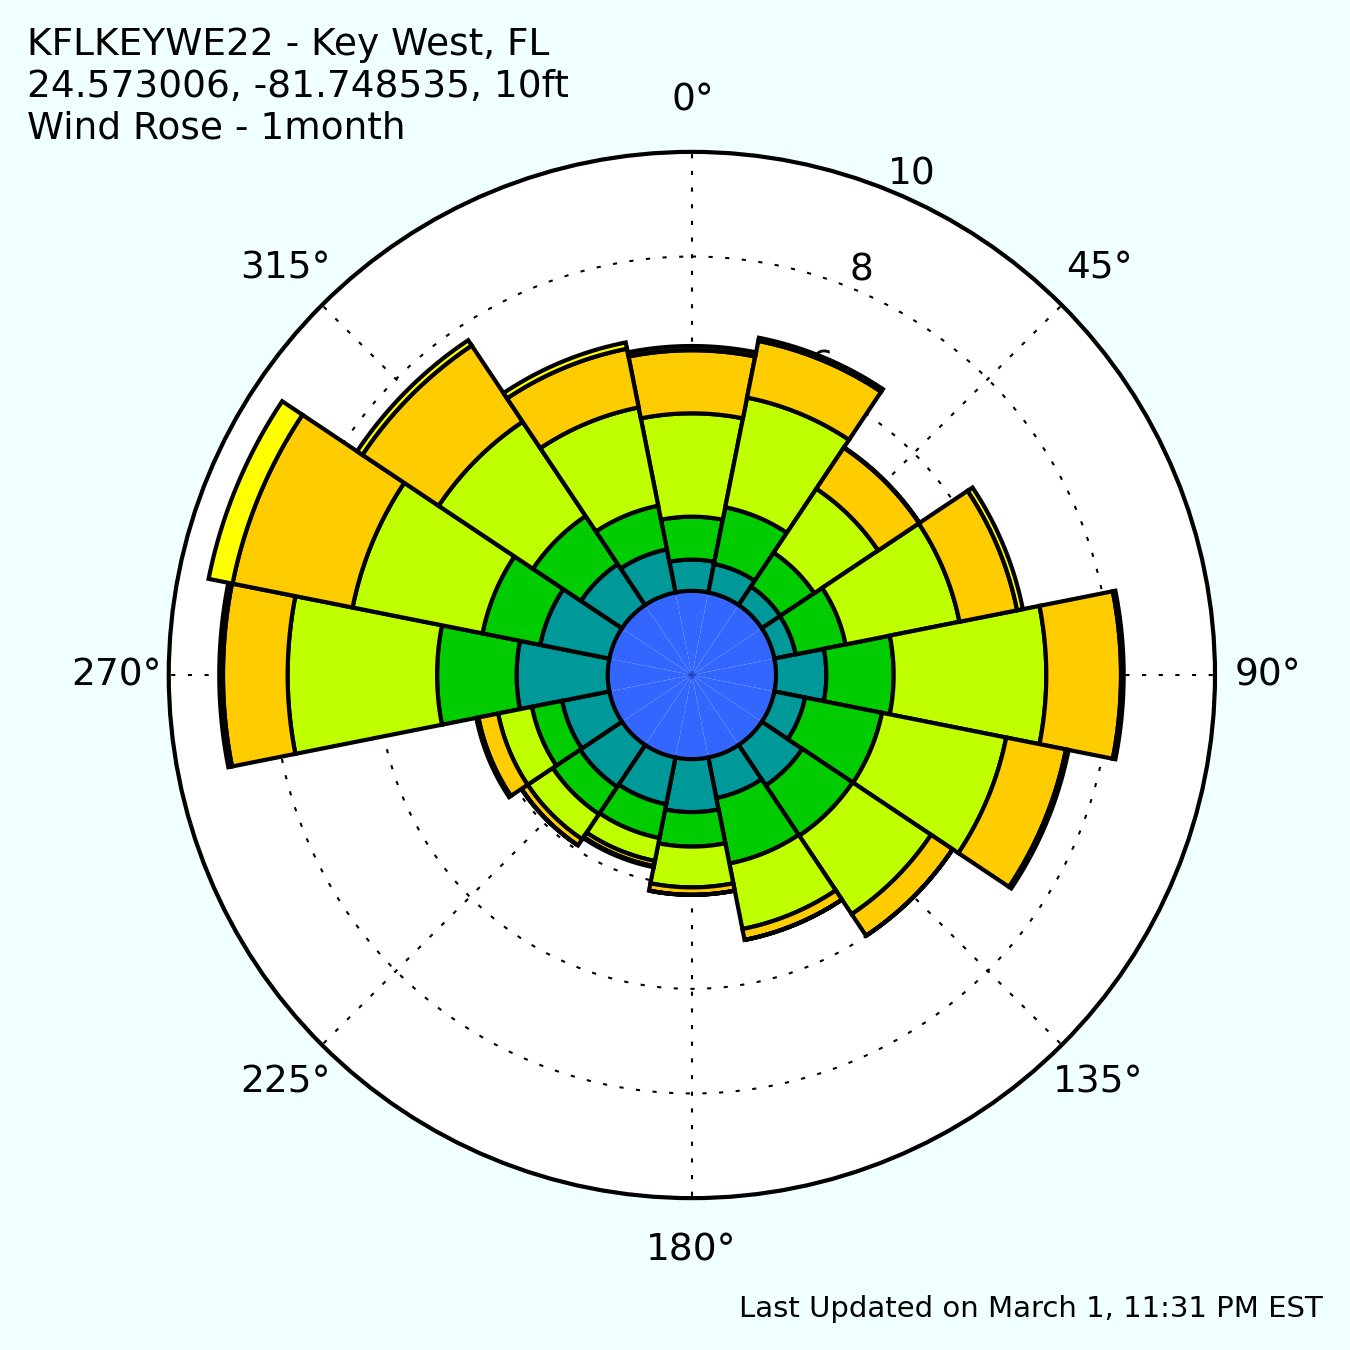 KFLKEYWE22 - Key West, FL
24.573006, -81.748535, 10ft
Wind Rose - 1month
0°
10
8
315°
45°
270°
90°
225°
135°
180°
Last Updated on March 1, 11:31 PM EST